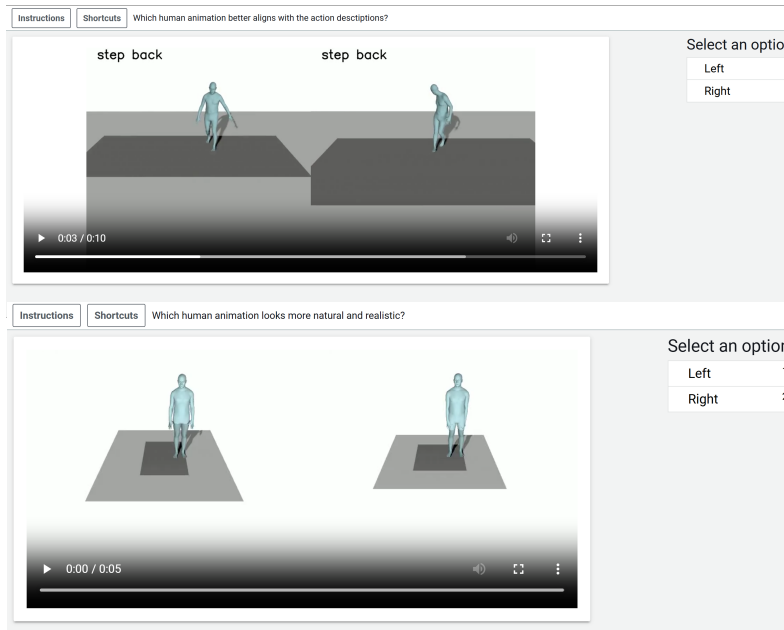 Instructions Shortcuts Which human animation better aligns with the action desctiptions?
Select an optio
step back step back
Left
Right
0:03 / 0:10
Instructions Shortcuts Which human animation looks more natural and realistic?
Select an option
Left
Right
0:00 / 0:05